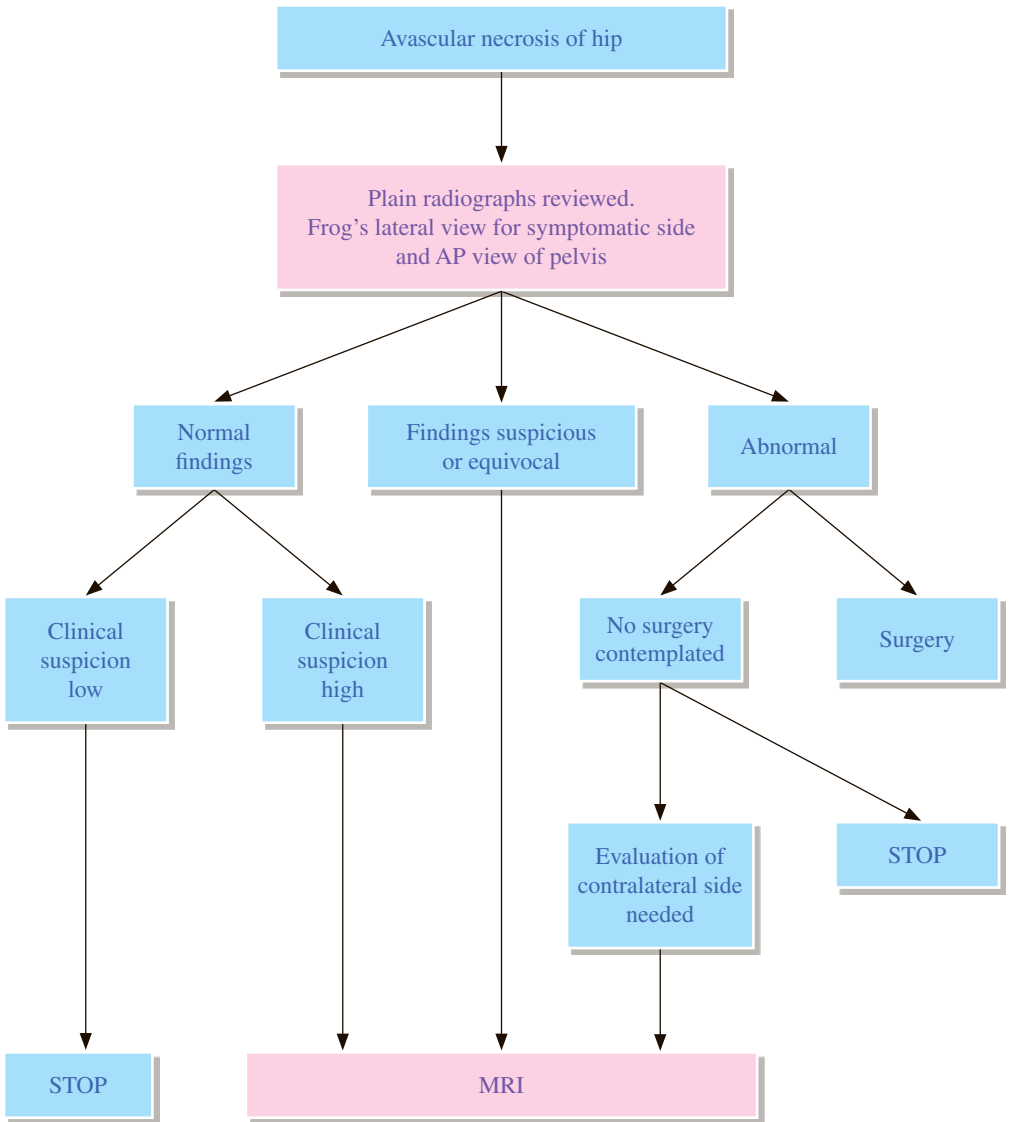 Avascular necrosis of hip
Plain radiographs reviewed.
Frog’s lateral view for symptomatic side
and AP view of pelvis
Normal
findings
Findings suspicious
or equivocal
Abnormal
Clinical
suspicion
low
Clinical
suspicion
high
No surgery
contemplated
Surgery
Evaluation of
contralateral side
needed
STOP
STOP
MRI